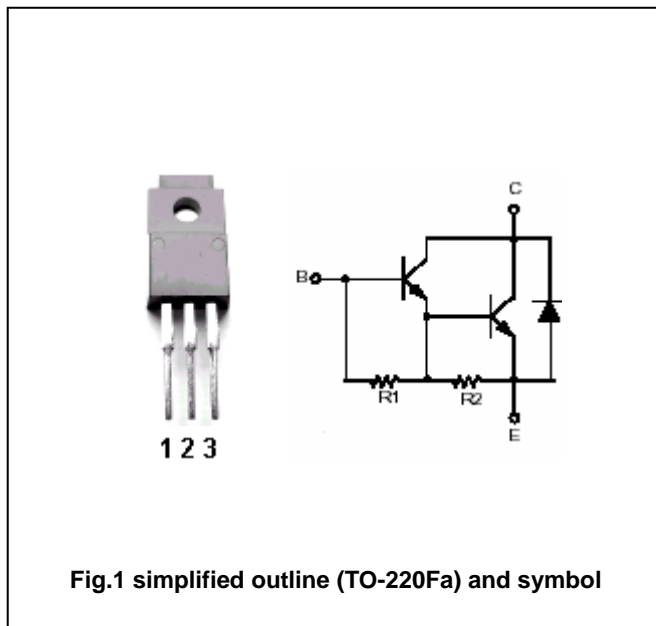 C
B
R1 R2
E
1 2 3
Fig.1 simplified outline (TO-220Fa) and symbol